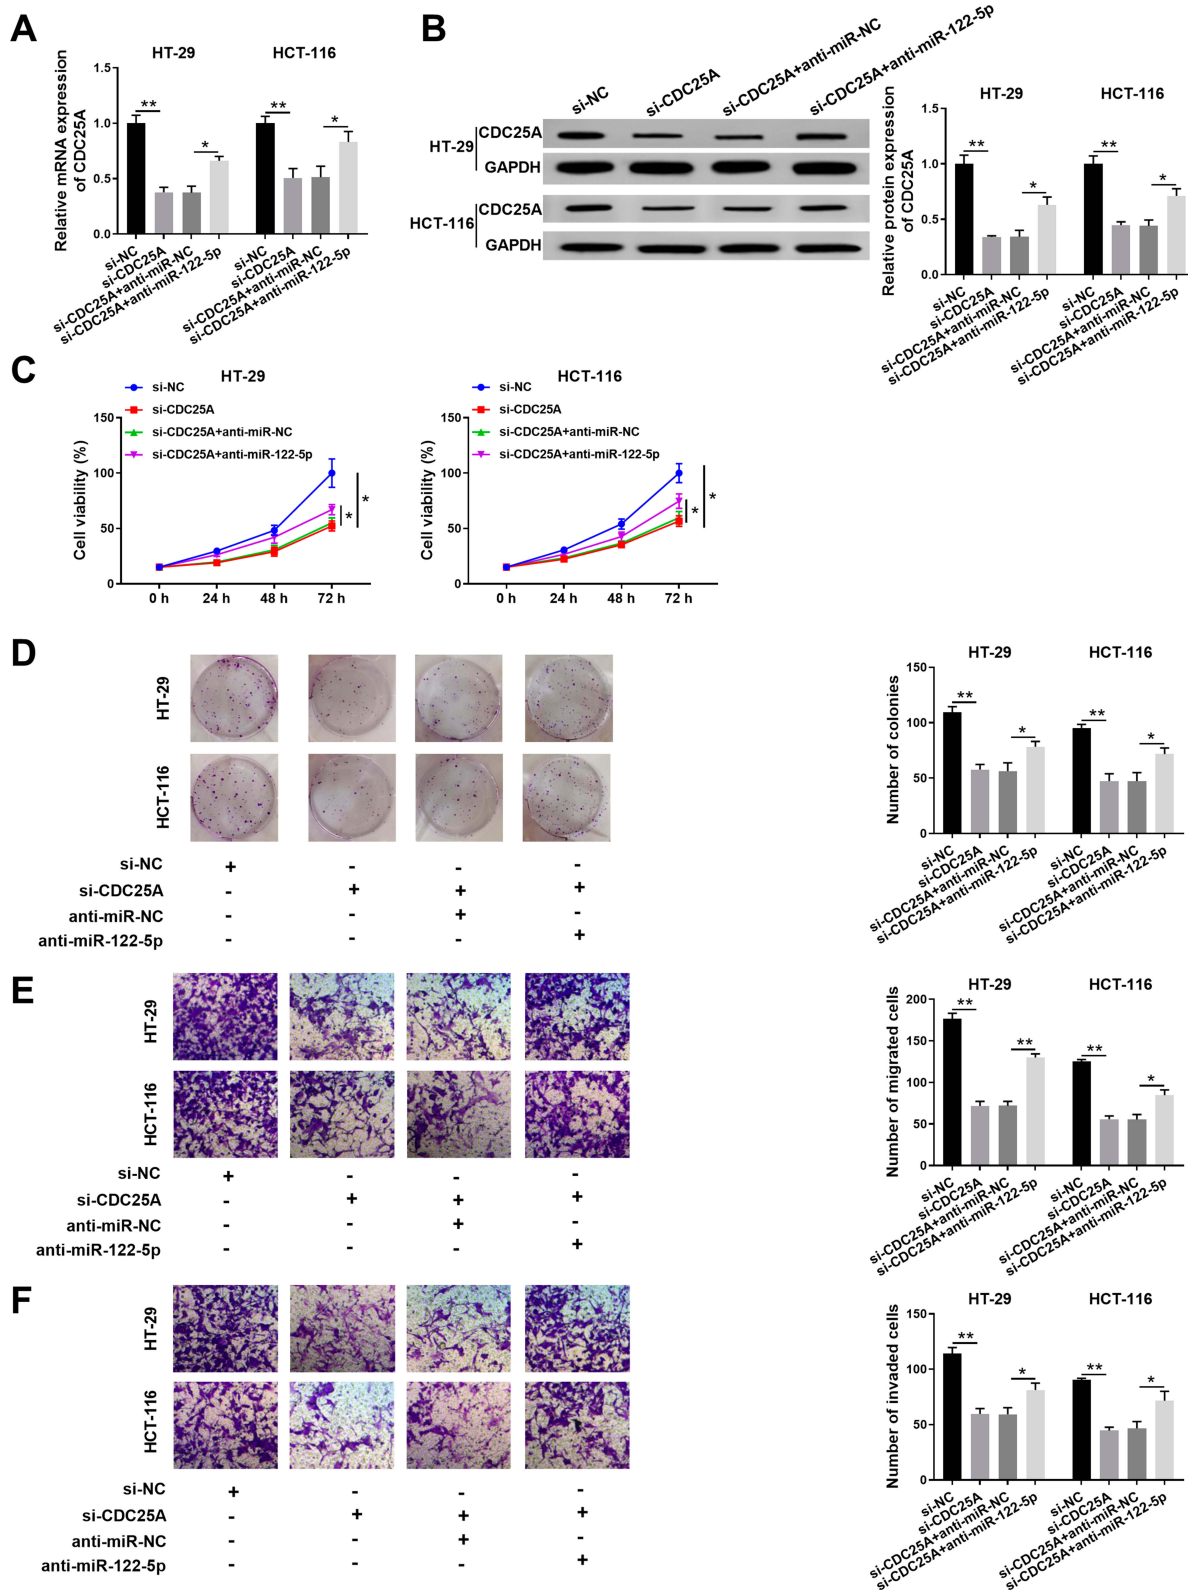 A
HT-29 HCT-116
Relative mRNA expression
of CDC25A
1.5
1.0
0.5
0.0
** * ** *
si-NC
si-CDC25A
si-CDC25A+anti-miR-NC
si-CDC25A+anti-miR-122-5p
si-NC
si-CDC25A
si-CDC25A+anti-miR-NC
si-CDC25A+anti-miR-122-5p
B
si-NC
si-CDC25A
si-CDC25A+anti-miR-NC
si-CDC25A+anti-miR-122-5p
HT-29
CDC25A
GAPDH
HCT-116
CDC25A
GAPDH
HT-29 HCT-116
Relative protein expression
of CDC25A
1.5
1.0
0.5
0.0
** * ** *
si-NC
si-CDC25A
si-CDC25A+anti-miR-NC
si-CDC25A+anti-miR-122-5p
si-NC
si-CDC25A
si-CDC25A+anti-miR-NC
si-CDC25A+anti-miR-122-5p
C
HT-29
si-NC
si-CDC25A
si-CDC25A+anti-miR-NC
si-CDC25A+anti-miR-122-5p
Cell viability (%)
150
100
50
0
0 h 24 h 48 h 72 h
* *
HCT-116
si-NC
si-CDC25A
si-CDC25A+anti-miR-NC
si-CDC25A+anti-miR-122-5p
Cell viability (%)
150
100
50
0
0 h 24 h 48 h 72 h
* *
D
HT-29
HCT-116
si-NC + - - -
si-CDC25A - + + +
anti-miR-NC - - + -
anti-miR-122-5p - - - +
HT-29 HCT-116
Number of colonies
150
100
50
0
** * ** *
si-NC
si-CDC25A
si-CDC25A+anti-miR-NC
si-CDC25A+anti-miR-122-5p
si-NC
si-CDC25A
si-CDC25A+anti-miR-NC
si-CDC25A+anti-miR-122-5p
E
HT-29
HCT-116
si-NC + - - -
si-CDC25A - + + +
anti-miR-NC - - + -
anti-miR-122-5p - - - +
HT-29 HCT-116
Number of migrated cells
200
150
100
50
0
** ** ** *
si-NC
si-CDC25A
si-CDC25A+anti-miR-NC
si-CDC25A+anti-miR-122-5p
si-NC
si-CDC25A
si-CDC25A+anti-miR-NC
si-CDC25A+anti-miR-122-5p
F
HT-29
HCT-116
si-NC + - - -
si-CDC25A - + + +
anti-miR-NC - - + -
anti-miR-122-5p - - - +
HT-29 HCT-116
Number of invaded cells
150
100
50
0
** * ** *
si-NC
si-CDC25A
si-CDC25A+anti-miR-NC
si-CDC25A+anti-miR-122-5p
si-NC
si-CDC25A
si-CDC25A+anti-miR-NC
si-CDC25A+anti-miR-122-5p